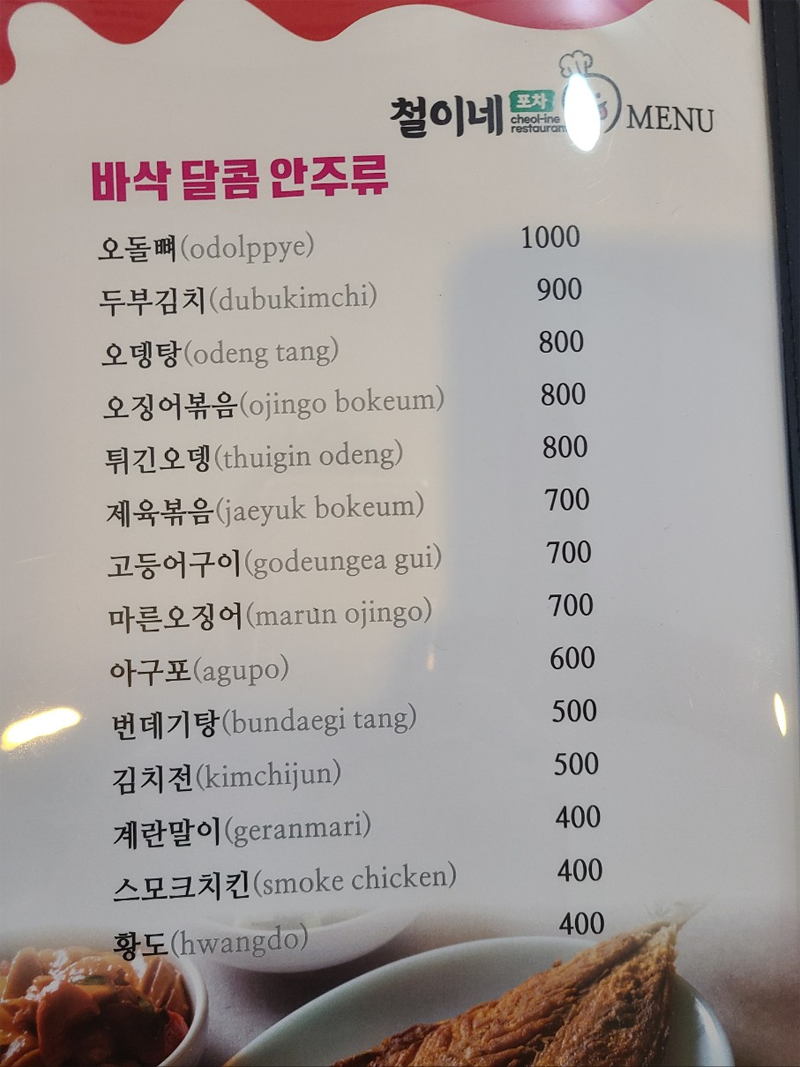 철이네 포차 cheol-ine restaurant MENU
바삭 달콤 안주류
오돌뼈(odolppye) 1000
두부김치(dubukimchi) 900
오뎅탕(odeng tang) 800
오징어볶음(ojingo bokeum) 800
튀긴오뎅(thuigin odeng) 800
제육볶음(jaeyuk bokeum) 700
고등어구이(godeungea gui) 700
마른오징어(marun ojingo) 700
아구포(agupo) 600
번데기탕(bundaegi tang) 500
김치전(kimchijun) 500
계란말이(geranmari) 400
스모크치킨(smoke chicken) 400
황도(hwangdo) 400